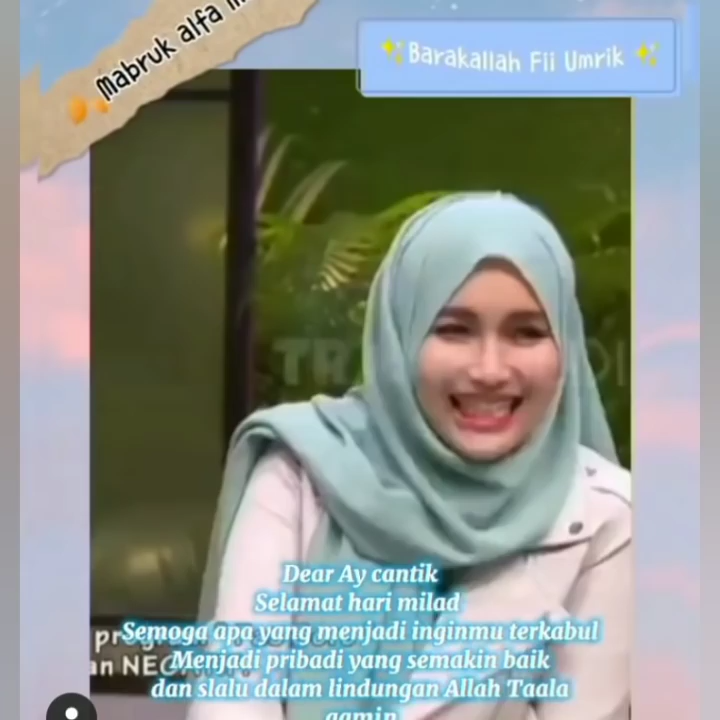 Mabruk alfa
Barakallah Fii Umrik
Dear Ay cantik
Selamat hari milad
Semoga apa yang menjadi inginmu terkabul
Menjadi pribadi yang semakin baik
dan slalu dalam lindungan Allah Taala
aamin